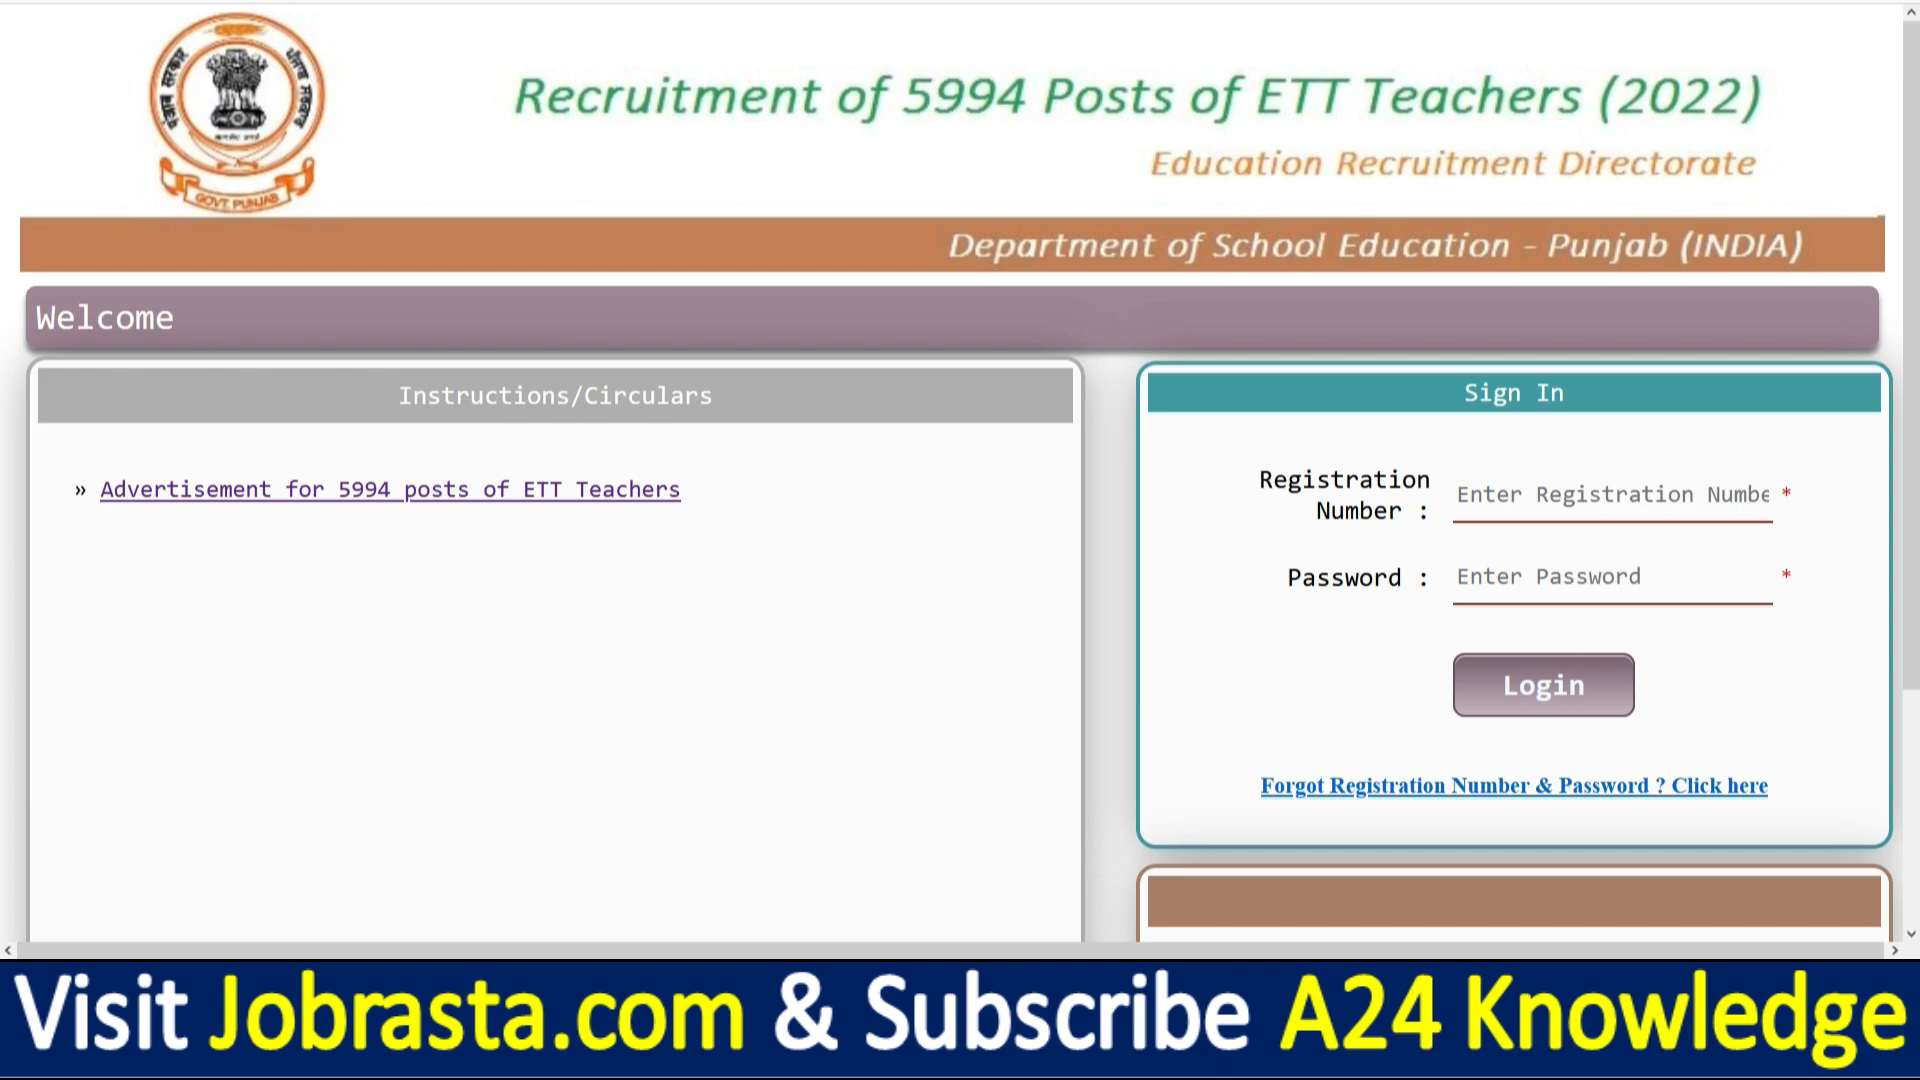 ਪੰਜਾਬ ਸਰਕਾਰ
GOVT. PUNJAB
Recruitment of 5994 Posts of ETT Teachers (2022)
Education Recruitment Directorate
Department of School Education - Punjab (INDIA)
Welcome
Instructions/Circulars
» Advertisement for 5994 posts of ETT Teachers
Sign In
Registration
Number :
Enter Registration Numbe *
Password : Enter Password *
Login
Forgot Registration Number & Password ? Click here
Visit Jobrasta.com & Subscribe A24 Knowledge